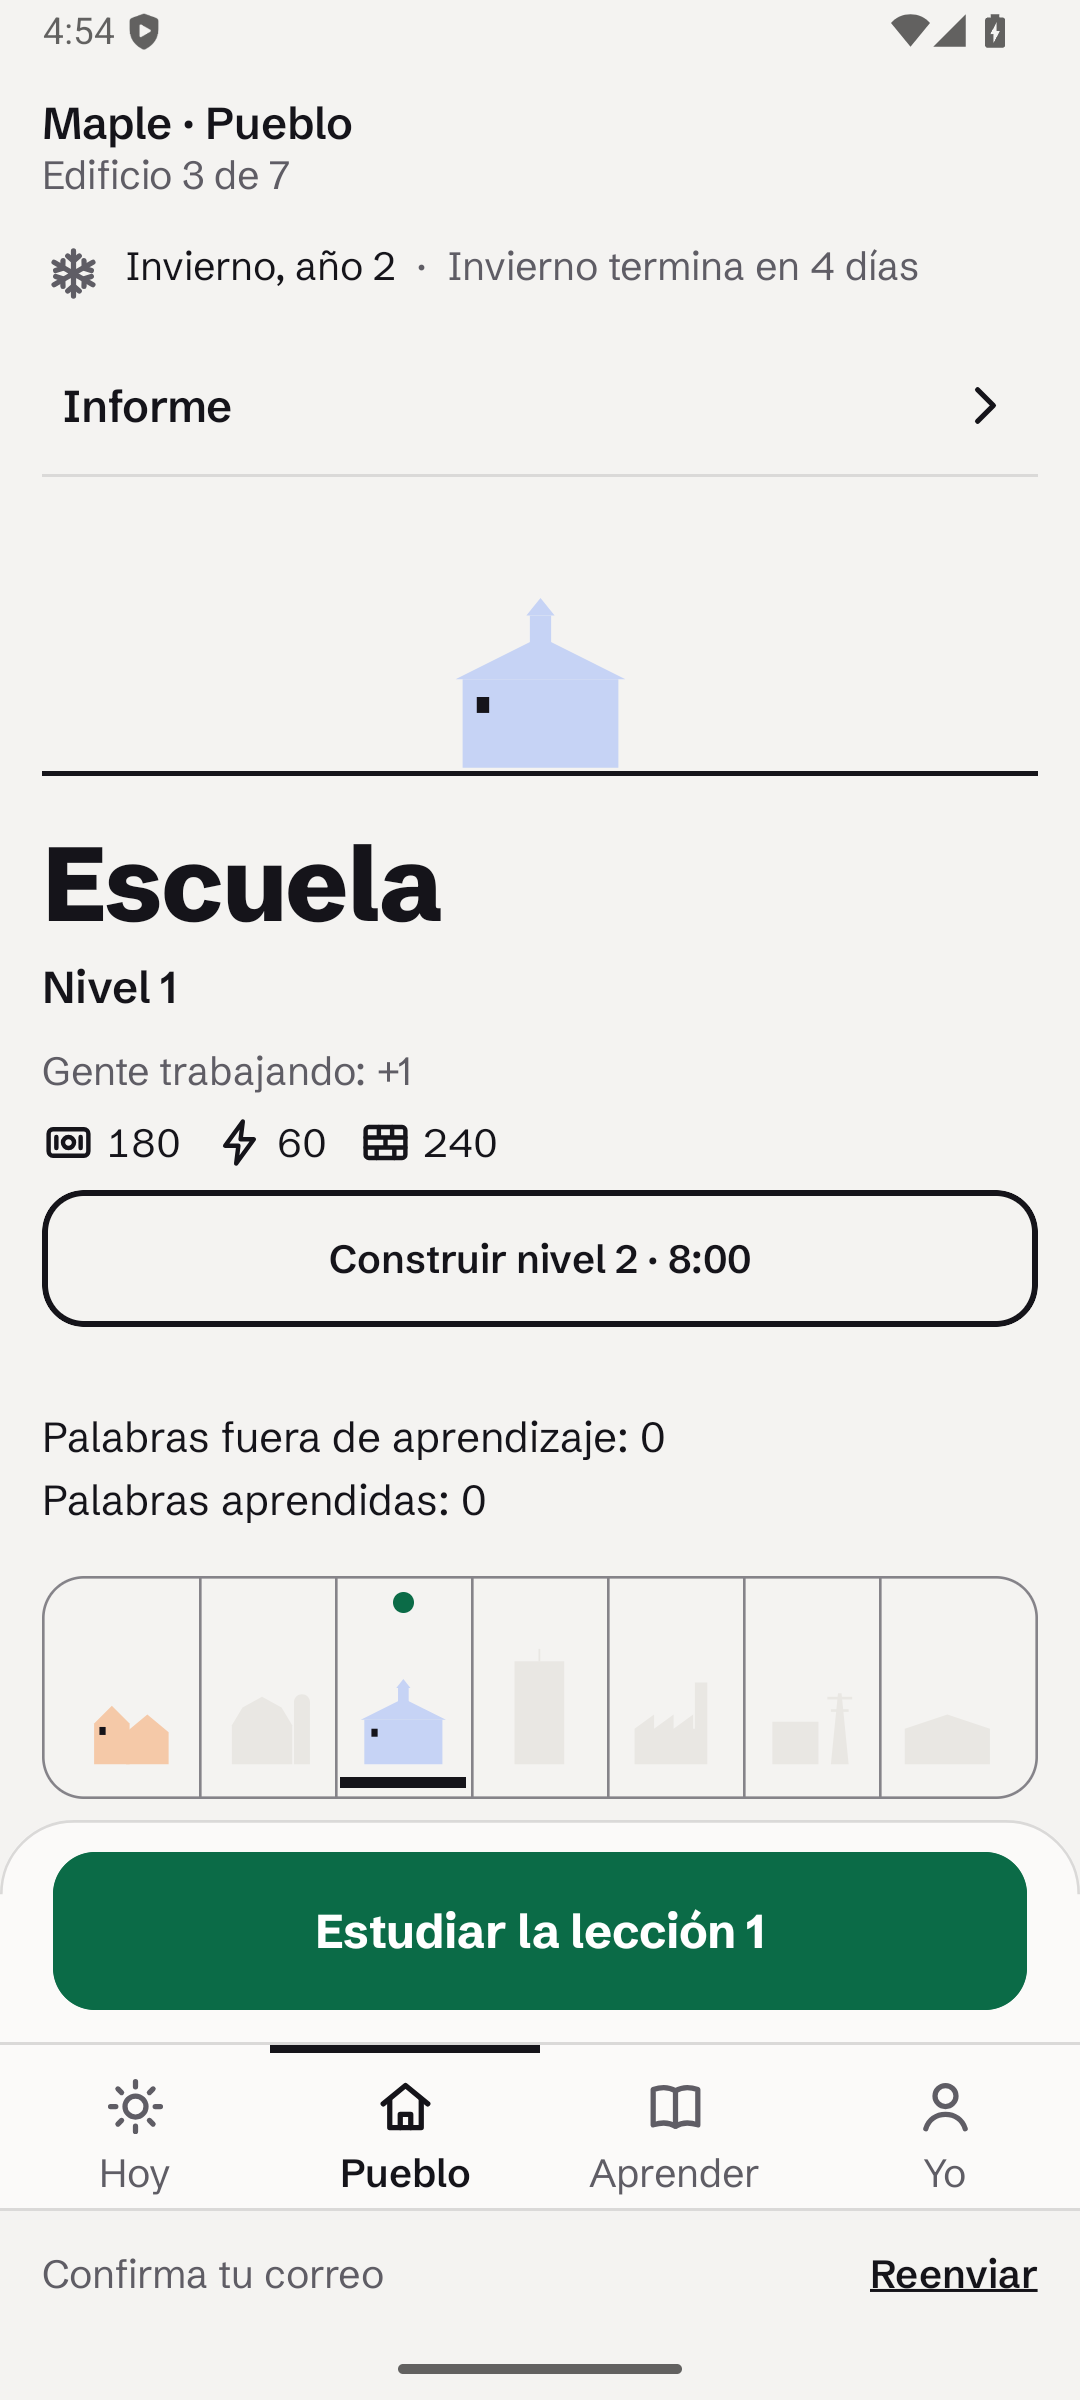 4:54
Maple · Pueblo
Edificio 3 de 7
Invierno, año 2 · Invierno termina en 4 días
Informe
Escuela
Nivel 1
Gente trabajando: +1
180 60 240
Construir nivel 2 · 8:00
Palabras fuera de aprendizaje: 0
Palabras aprendidas: 0
Estudiar la lección 1
Hoy Pueblo Aprender Yo
Confirma tu correo Reenviar